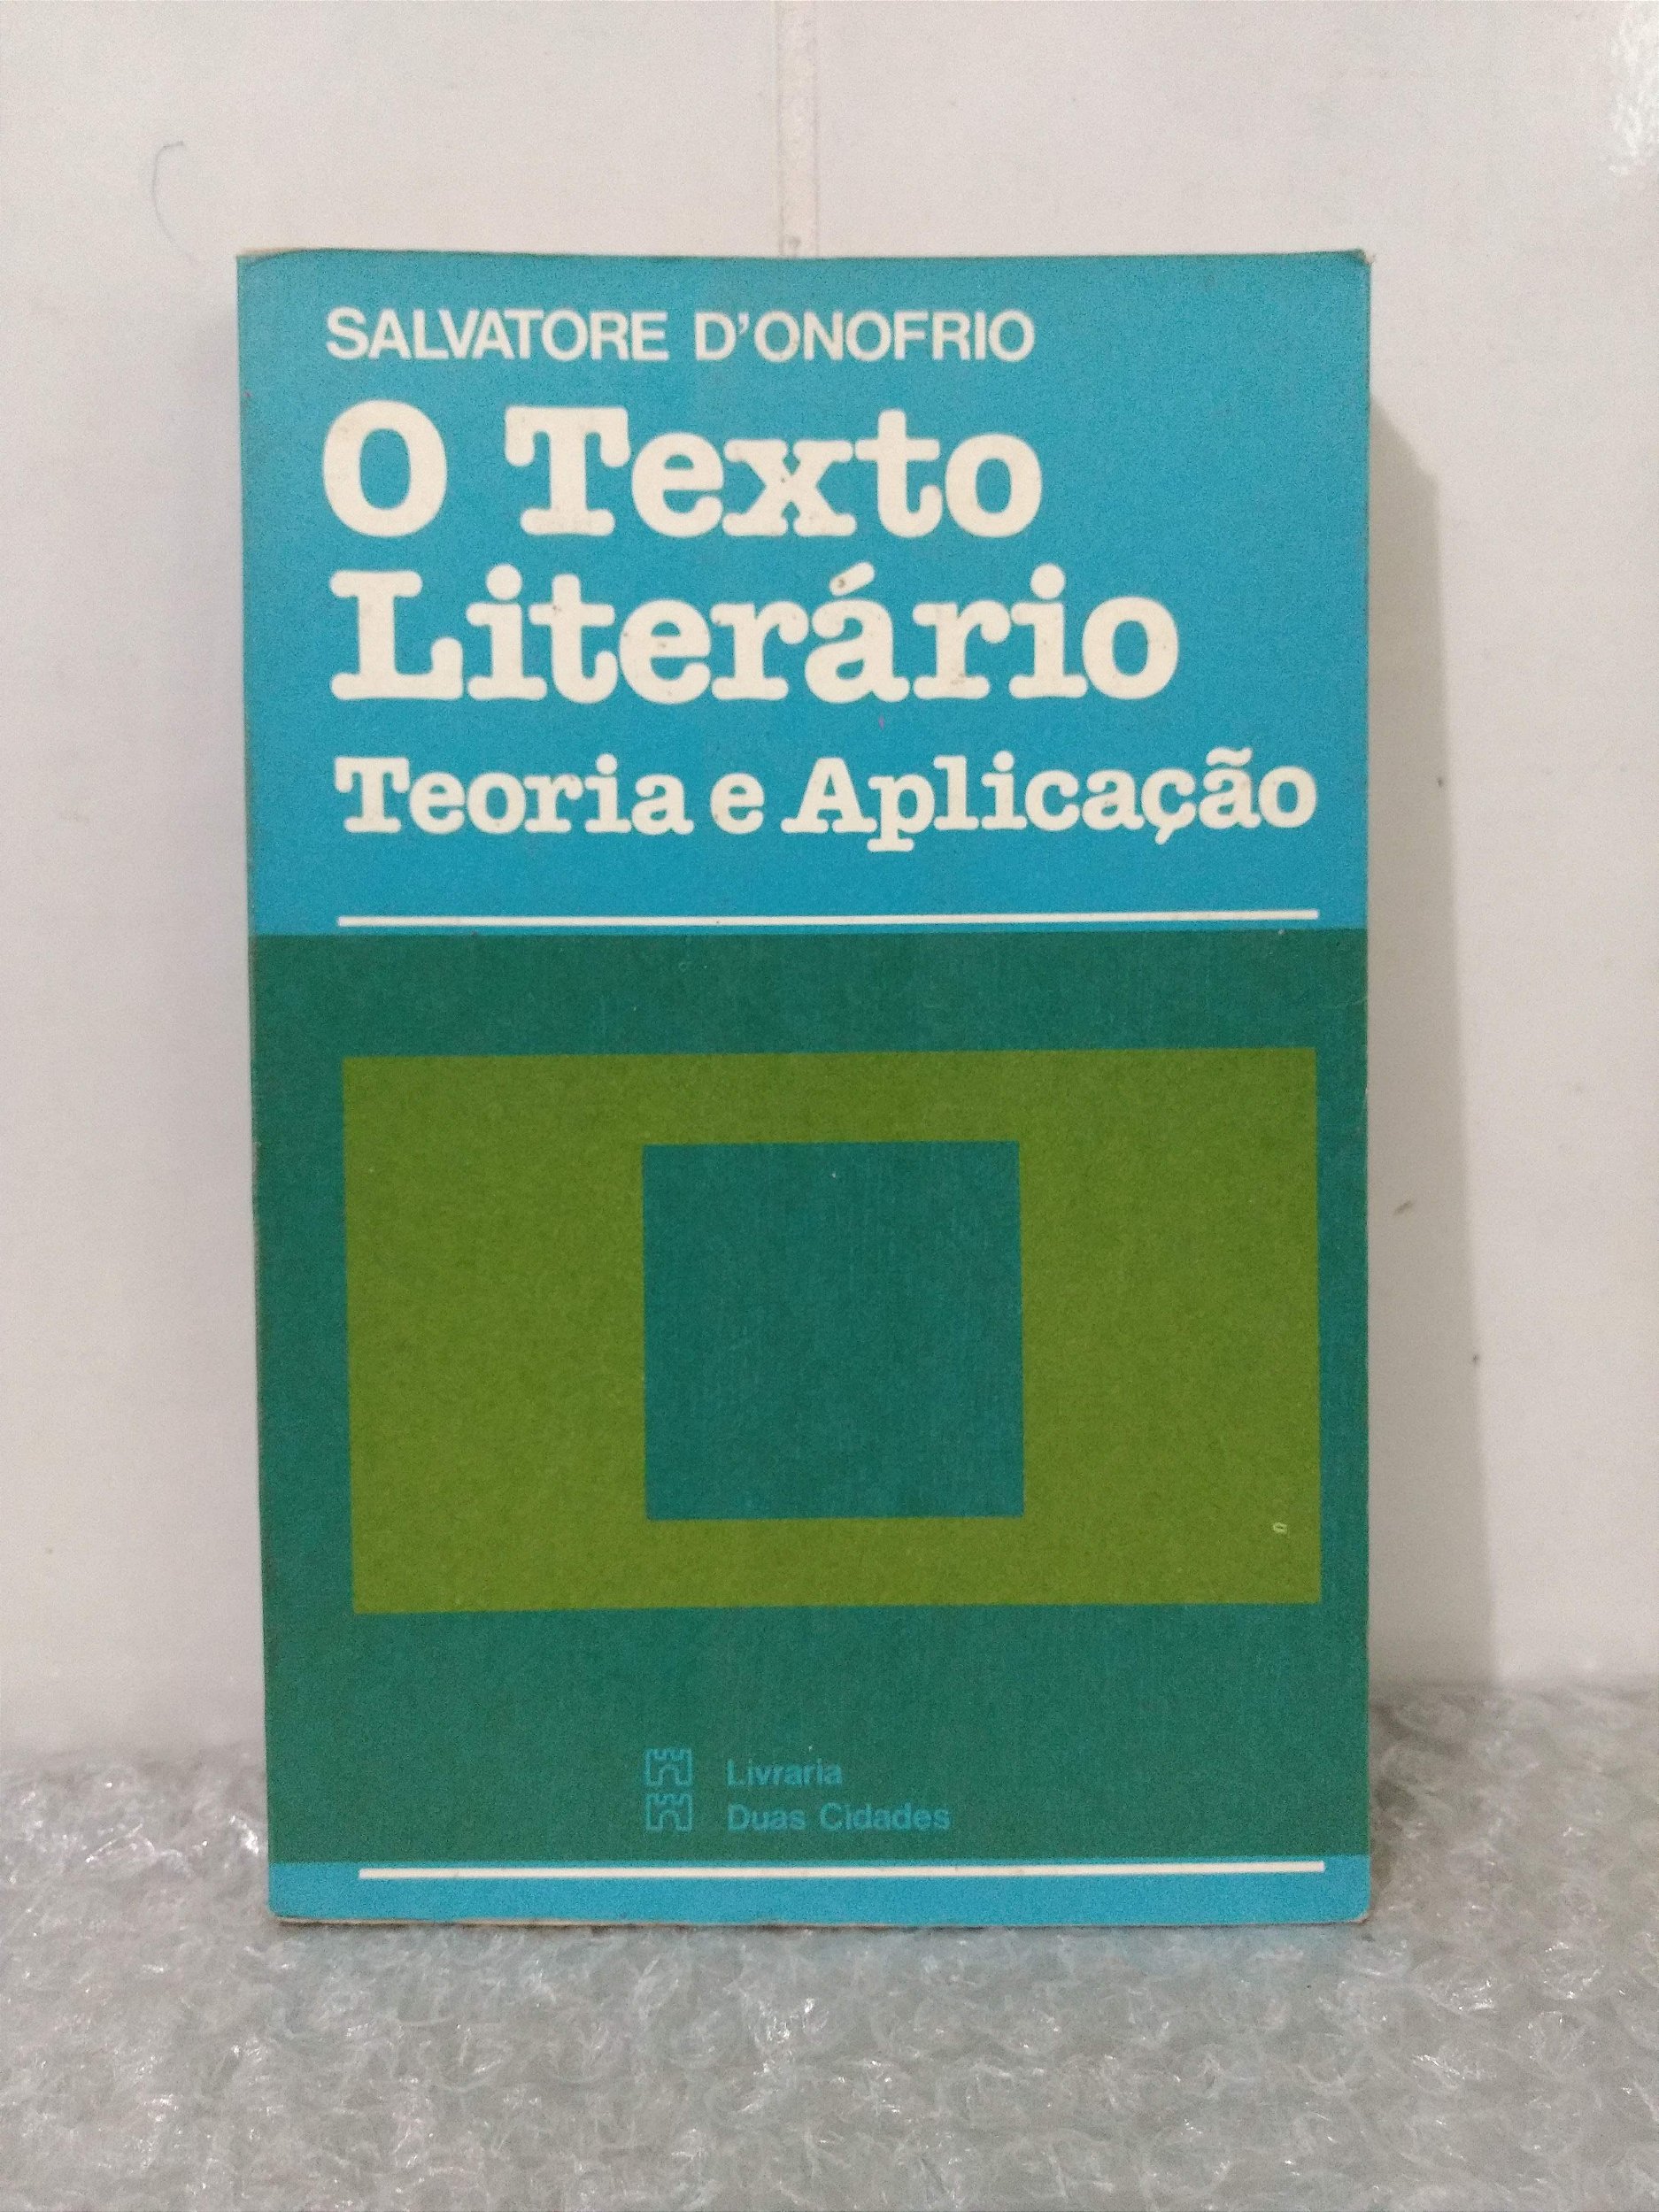 SALVATORE D'ONOFRIO
O Texto
Literário
Teoria e Aplicação
Livraria
Duas Cidades